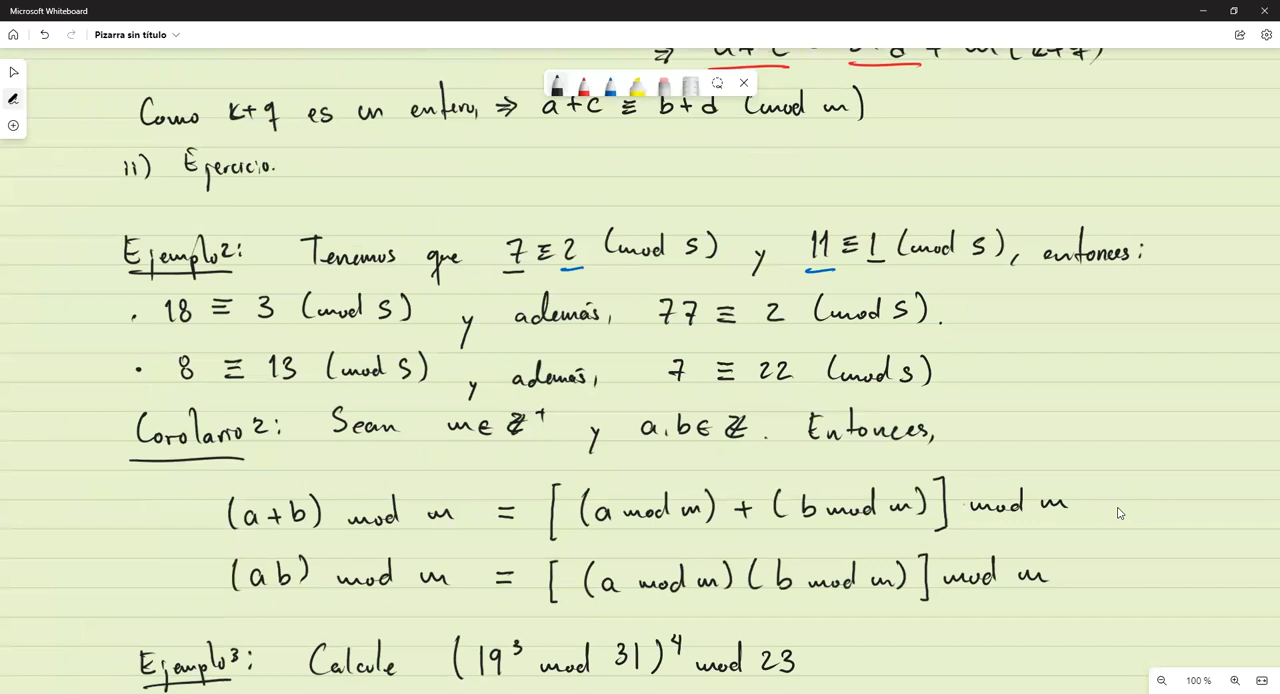 Microsoft Whiteboard
Pizarra sin título
⇒ a+c = b+d + m(k+q)
Como k+q es un entero, ⇒ a+c ≡ b+d (mod m)
ii) Ejercicio.
Ejemplo 2: Tenemos que 7 ≡ 2 (mod 5) y 11 ≡ 1 (mod 5), entonces:
. 18 ≡ 3 (mod 5) y además, 77 ≡ 2 (mod 5).
• 8 ≡ 13 (mod 5) y además, 7 ≡ 22 (mod 5)
Corolario 2: Sean m ∈ ℤ⁺ y a, b ∈ ℤ. Entonces,
(a+b) mod m = [(a mod m) + (b mod m)] mod m
(ab) mod m = [(a mod m)(b mod m)] mod m
Ejemplo 3: Calcule (19³ mod 31)⁴ mod 23
100 %